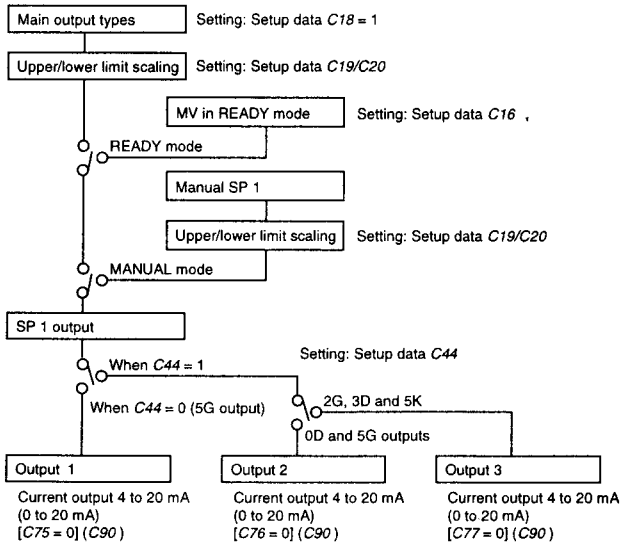 Main output types
Setting: Setup data C18 = 1
Upper/lower limit scaling
Setting: Setup data C19/C20
MV in READY mode
Setting: Setup data C16 ,
READY mode
Manual SP 1
Upper/lower limit scaling
Setting: Setup data C19/C20
MANUAL mode
SP 1 output
Setting: Setup data C44
When C44 = 1
When C44 = 0 (5G output)
2G, 3D and 5K
0D and 5G outputs
Output 1
Current output 4 to 20 mA
(0 to 20 mA)
[C75 = 0] (C90 )
Output 2
Current output 4 to 20 mA
(0 to 20 mA)
[C76 = 0] (C90 )
Output 3
Current output 4 to 20 mA
(0 to 20 mA)
[C77 = 0] (C90 )